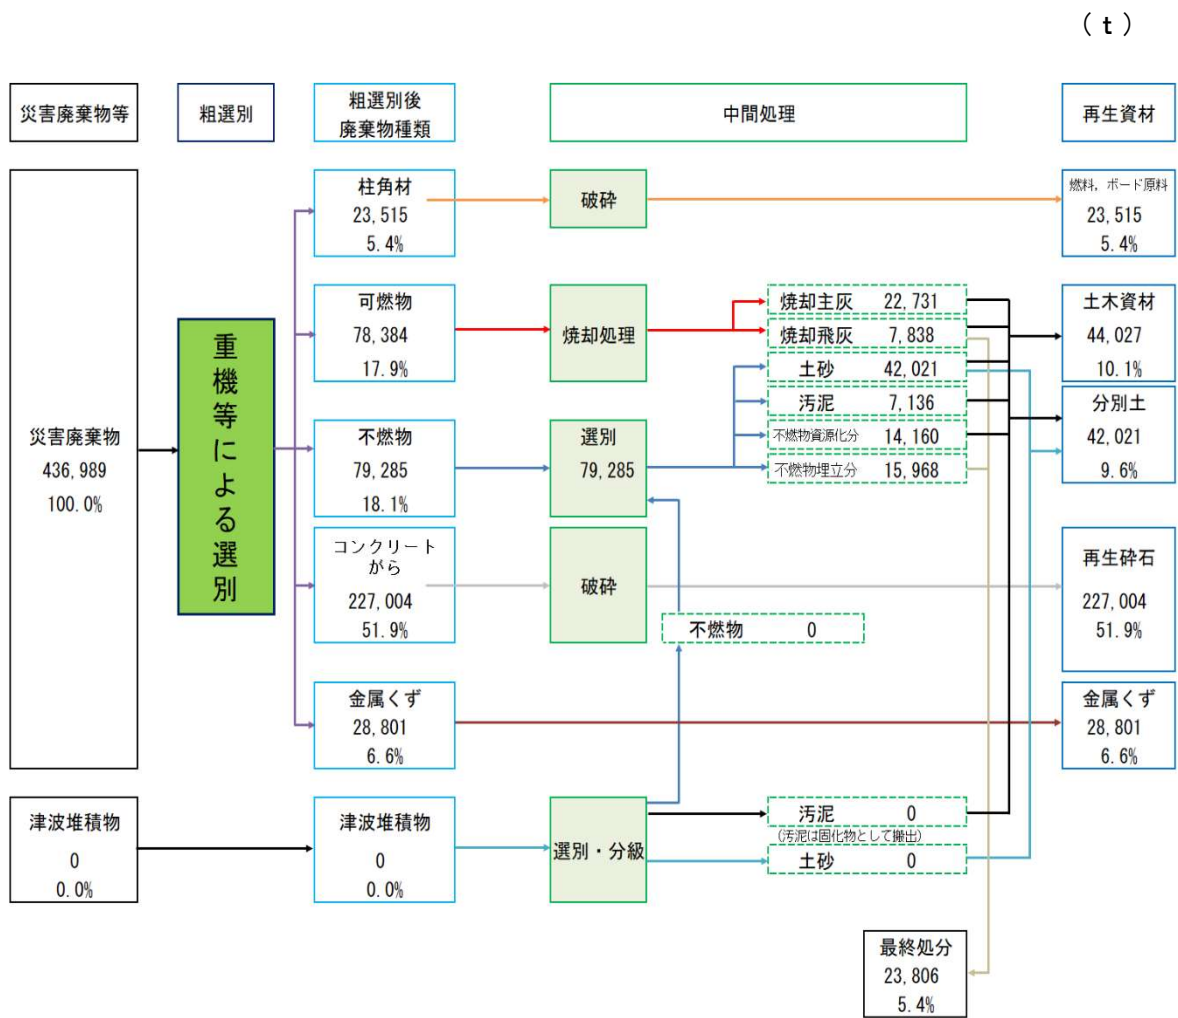 （ｔ）
災害廃棄物等
粗選別
粗選別後
廃棄物種類
中間処理
再生資材
災害廃棄物
436,989
100.0%
重機等による選別
柱角材
23,515
5.4%
破砕
燃料，ボード原料
23,515
5.4%
可燃物
78,384
17.9%
焼却処理
焼却主灰 22,731
焼却飛灰 7,838
土砂 42,021
汚泥 7,136
不燃物資源化分 14,160
不燃物埋立分 15,968
土木資材
44,027
10.1%
分別土
42,021
9.6%
不燃物
79,285
18.1%
選別
79,285
コンクリート
がら
227,004
51.9%
破砕
不燃物 0
再生砕石
227,004
51.9%
金属くず
28,801
6.6%
金属くず
28,801
6.6%
津波堆積物
0
0.0%
津波堆積物
0
0.0%
選別・分級
汚泥 0
(汚泥は固化物として搬出)
土砂 0
最終処分
23,806
5.4%